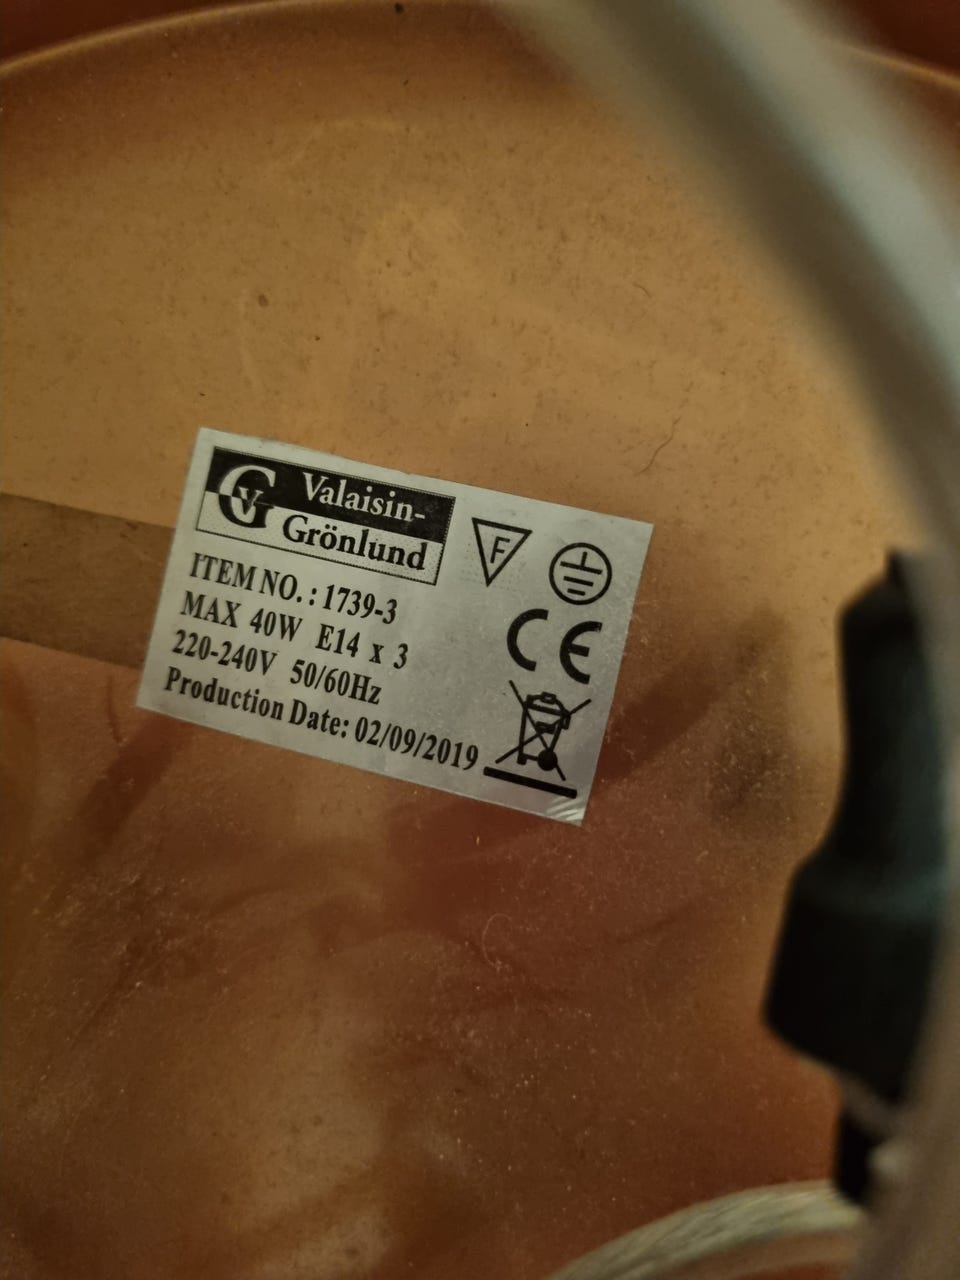 GV Valaisin-
Grönlund
F
ITEM NO. : 1739-3
MAX 40W E14 x 3
220-240V 50/60Hz
Production Date: 02/09/2019
CE